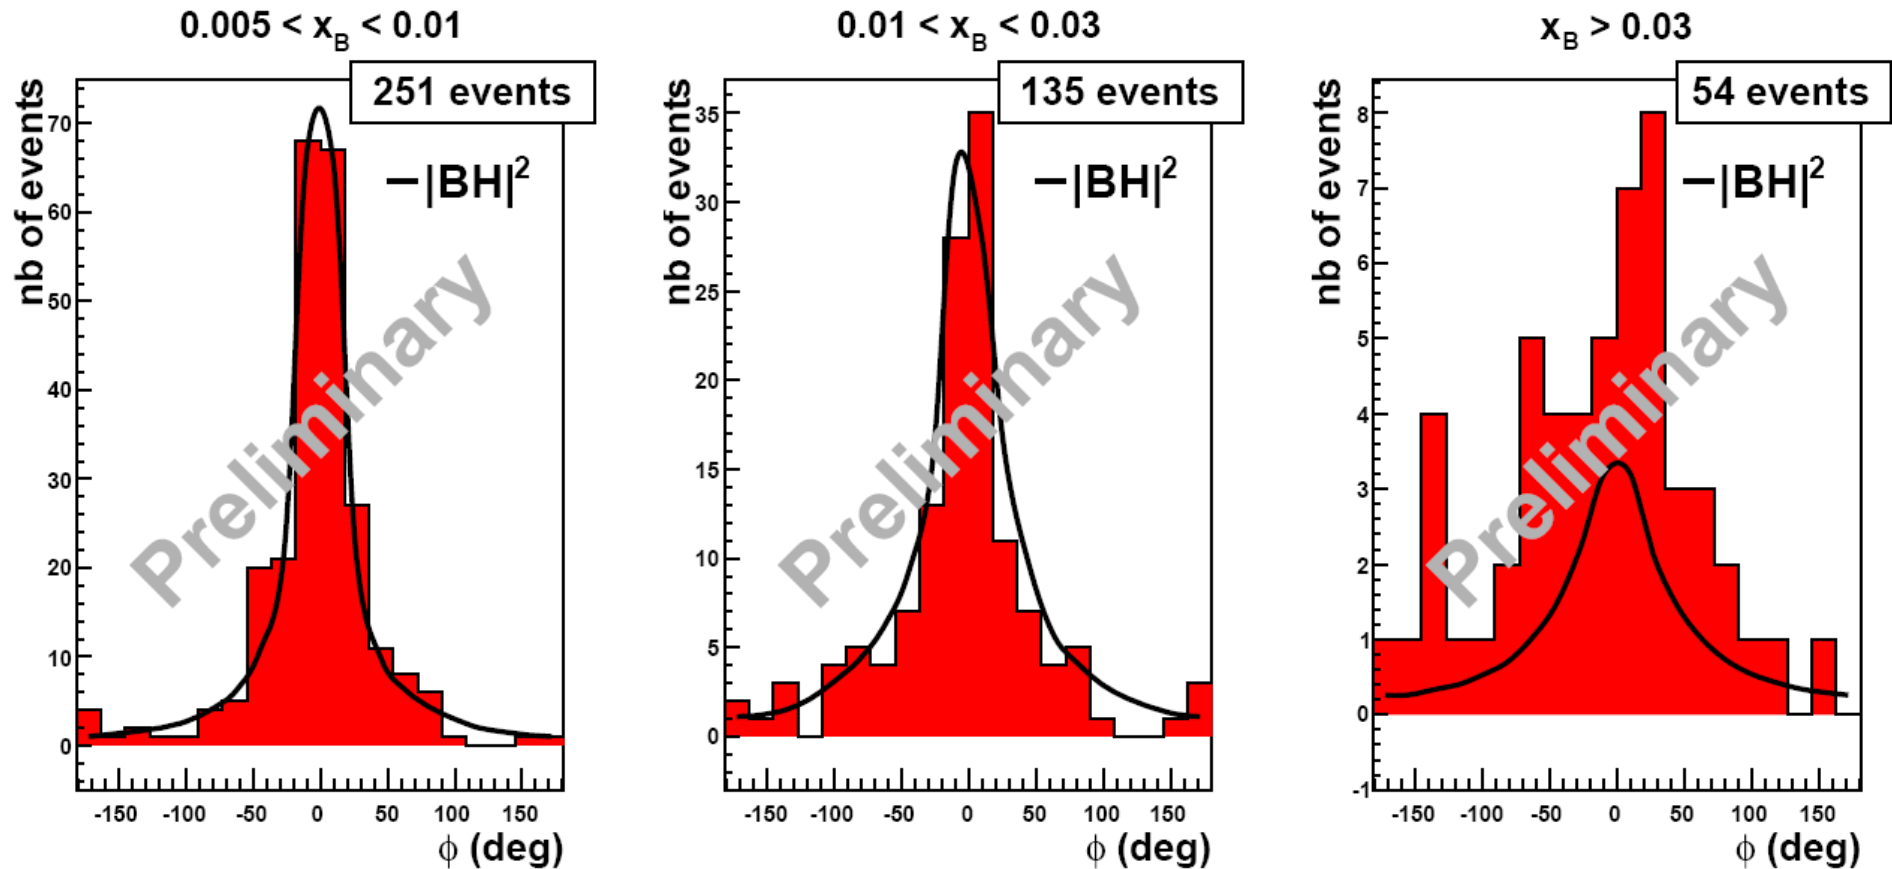 0.005 < x_B < 0.01
251 events
nb of events
—|BH|²
Preliminary
70
60
50
40
30
20
10
0
-150 -100 -50 0 50 100 150
ϕ (deg)
0.01 < x_B < 0.03
135 events
nb of events
—|BH|²
Preliminary
35
30
25
20
15
10
5
0
-150 -100 -50 0 50 100 150
ϕ (deg)
x_B > 0.03
54 events
nb of events
—|BH|²
Preliminary
8
7
6
5
4
3
2
1
0
-1
-150 -100 -50 0 50 100 150
ϕ (deg)